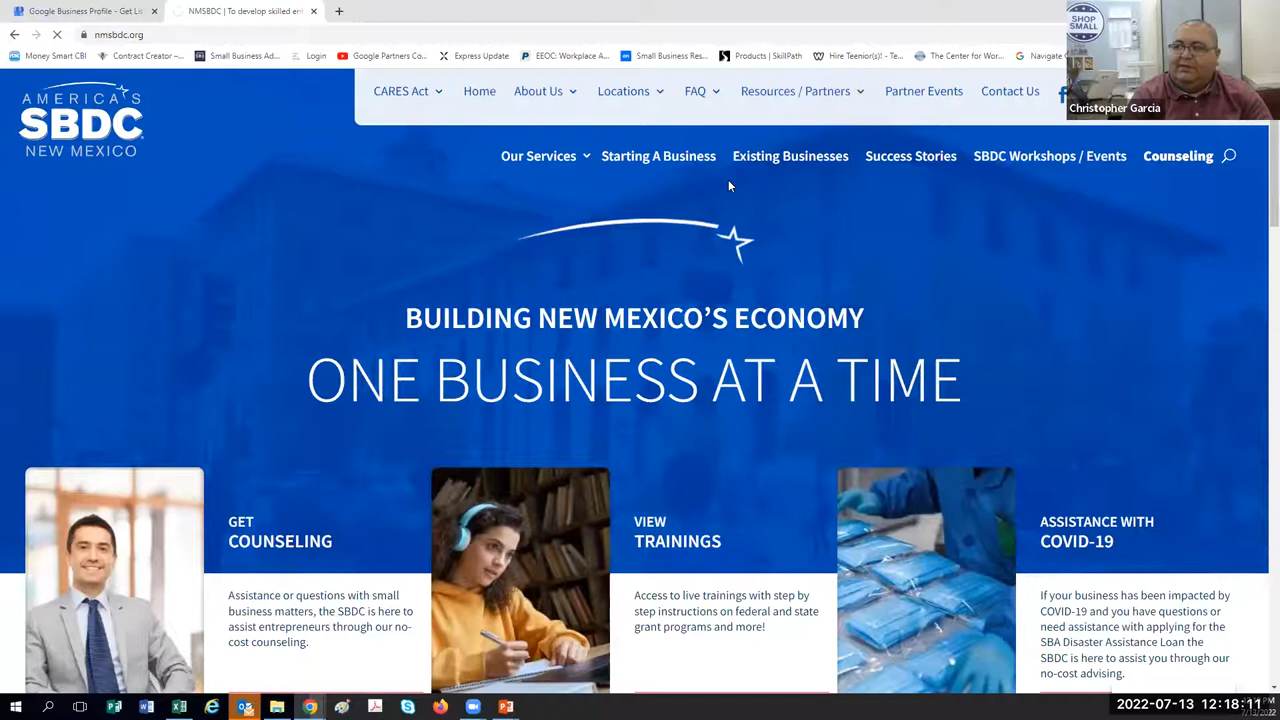 Google Business Profile - Get Lis
NMSBDC | To develop skilled en
nmsbdc.org
Money Smart CBI
Contract Creator –...
Small Business Ad...
Login
Google Partners Co...
Express Update
EEOC: Workplace A...
Small Business Res...
Products | SkillPath
Hire Teenior(s)! - Te...
The Center for Wor...
Navigate
SHOP
SMALL
Christopher Garcia
AMERICA'S
SBDC
NEW MEXICO
CARES Act
Home
About Us
Locations
FAQ
Resources / Partners
Partner Events
Contact Us
Our Services
Starting A Business
Existing Businesses
Success Stories
SBDC Workshops / Events
Counseling
BUILDING NEW MEXICO'S ECONOMY
ONE BUSINESS AT A TIME
GET
COUNSELING
Assistance or questions with small
business matters, the SBDC is here to
assist entrepreneurs through our no-
cost counseling.
VIEW
TRAININGS
Access to live trainings with step by
step instructions on federal and state
grant programs and more!
ASSISTANCE WITH
COVID-19
If your business has been impacted by
COVID-19 and you have questions or
need assistance with applying for the
SBA Disaster Assistance Loan the
SBDC is here to assist you through our
no-cost advising.
2022-07-13 12:18:11